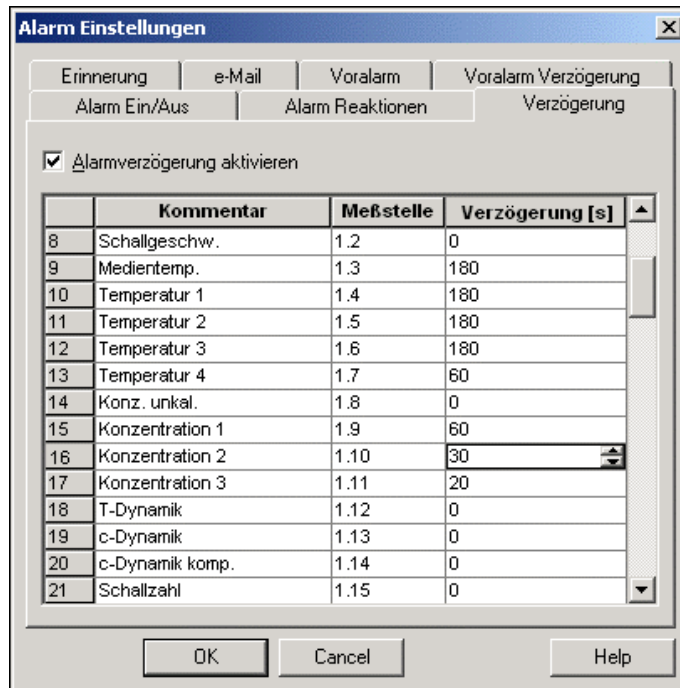 Alarm Einstellungen
Erinnerung e-Mail Voralarm Voralarm Verzögerung
Alarm Ein/Aus Alarm Reaktionen Verzögerung
Alarmverzögerung aktivieren
Kommentar Meßstelle Verzögerung [s]
8 Schallgeschw. 1.2 0
9 Medientemp. 1.3 180
10 Temperatur 1 1.4 180
11 Temperatur 2 1.5 180
12 Temperatur 3 1.6 180
13 Temperatur 4 1.7 60
14 Konz. unkal. 1.8 0
15 Konzentration 1 1.9 60
16 Konzentration 2 1.10 30
17 Konzentration 3 1.11 20
18 T-Dynamik 1.12 0
19 c-Dynamik 1.13 0
20 c-Dynamik komp. 1.14 0
21 Schallzahl 1.15 0
OK Cancel Help